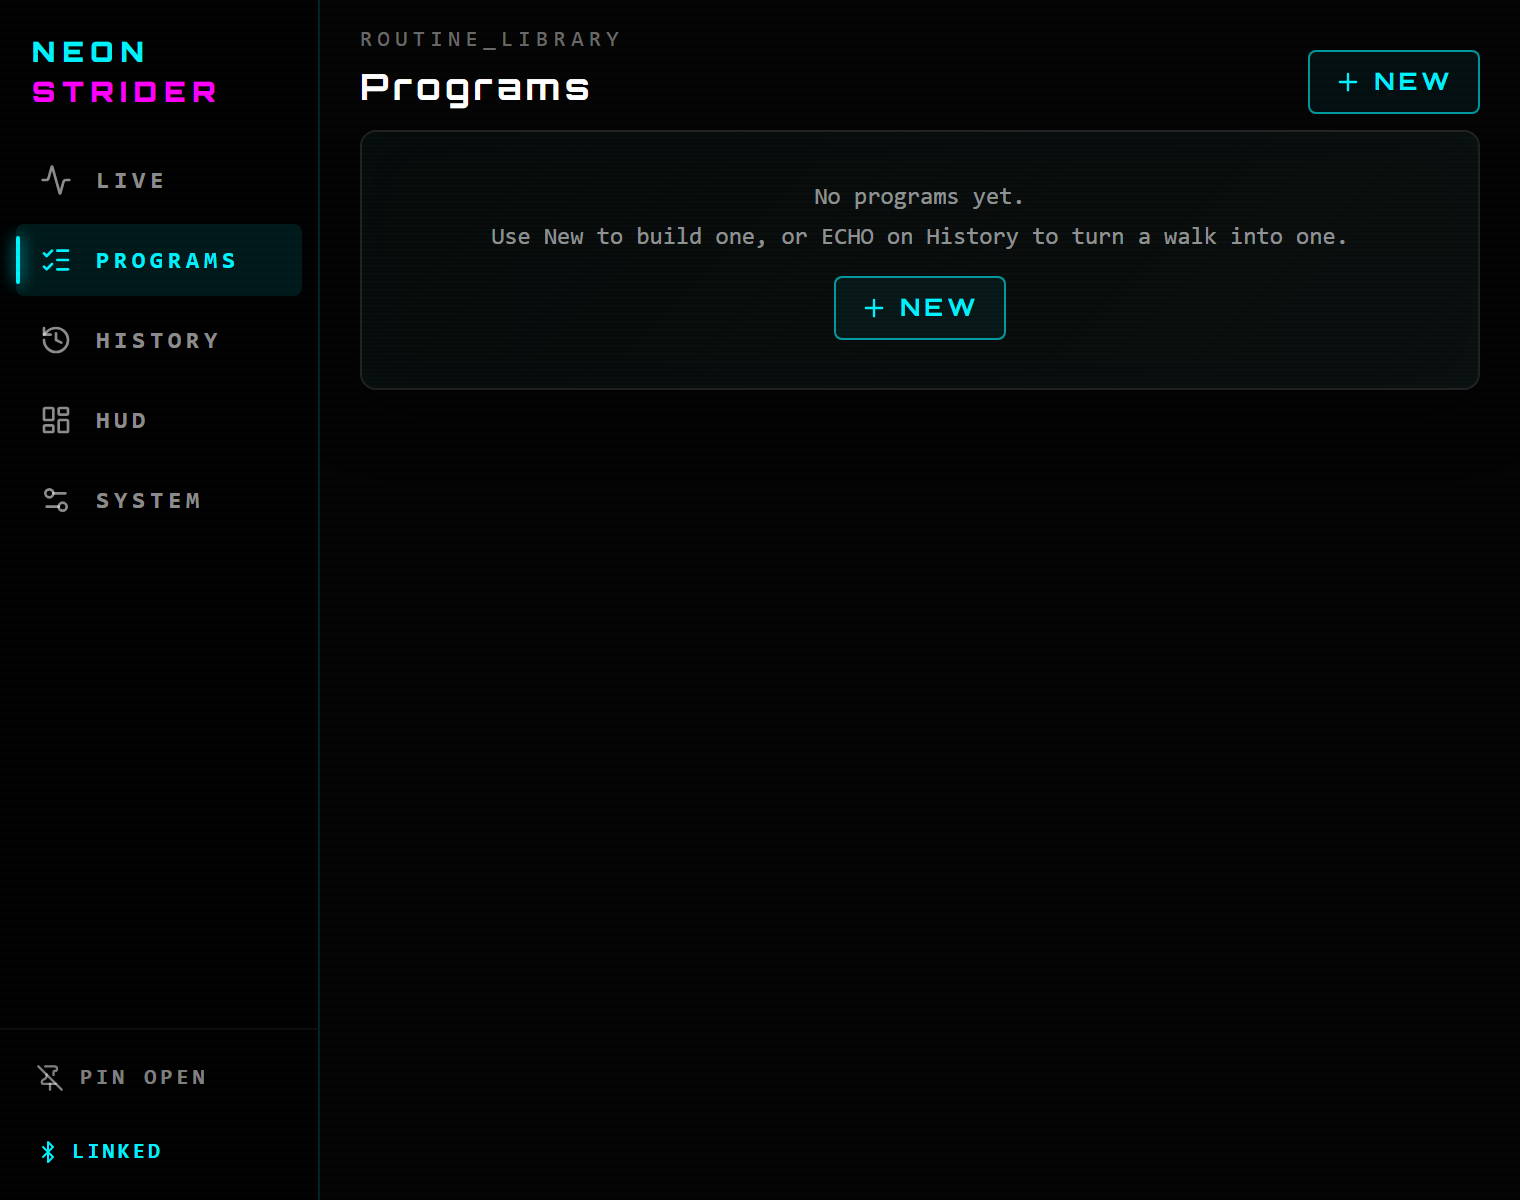 NEON
STRIDER
LIVE
PROGRAMS
HISTORY
HUD
SYSTEM
PIN OPEN
LINKED
ROUTINE_LIBRARY
Programs
+ NEW
No programs yet.
Use New to build one, or ECHO on History to turn a walk into one.
+ NEW